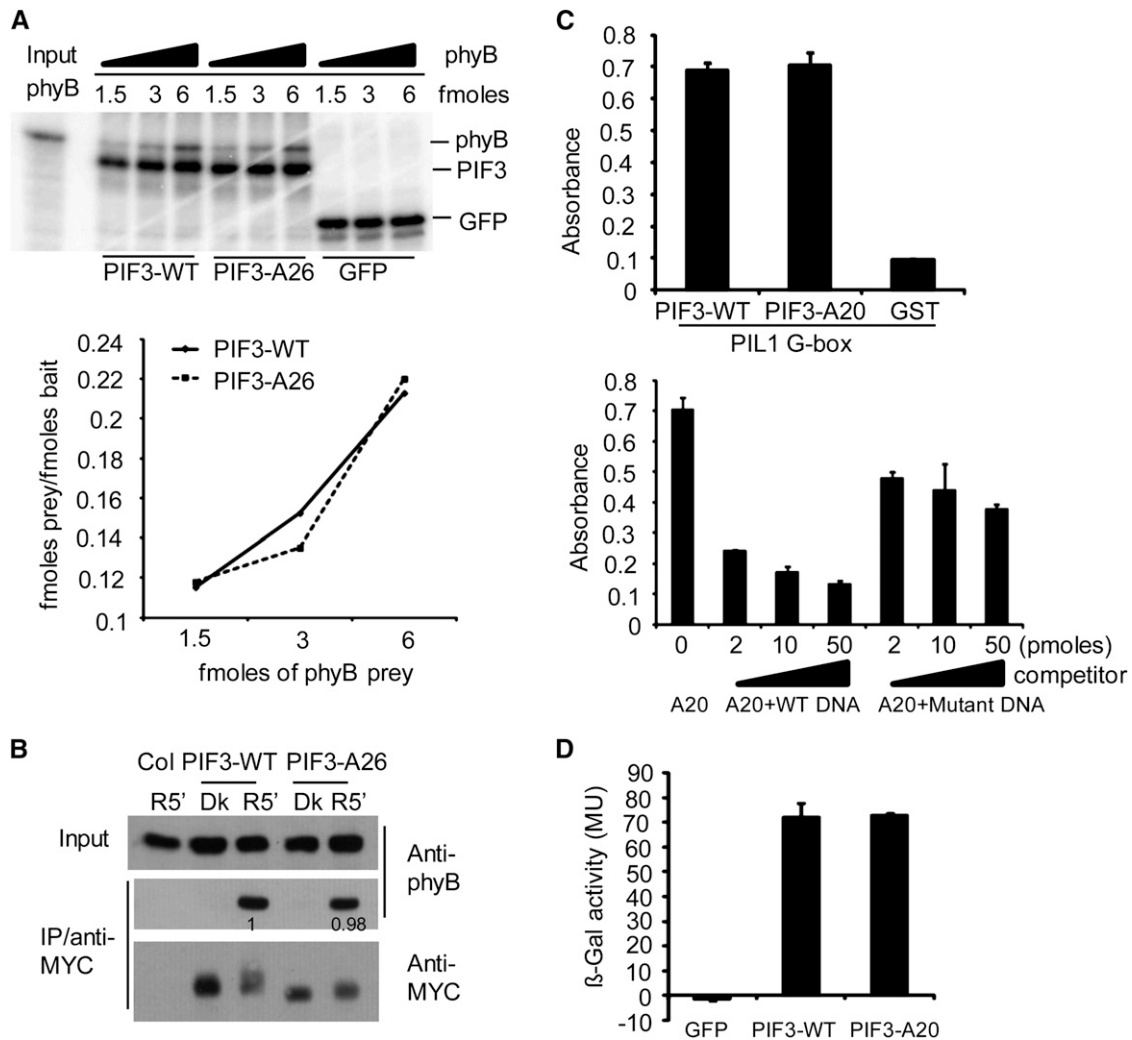 A
Input phyB
phyB
1.5 3 6 1.5 3 6 1.5 3 6 fmoles
phyB
PIF3
GFP
PIF3-WT PIF3-A26 GFP
fmoles prey/fmoles bait
0.24
0.22
0.2
0.18
0.16
0.14
0.12
0.1
PIF3-WT
PIF3-A26
1.5 3 6
fmoles of phyB prey
B
Col PIF3-WT PIF3-A26
R5' Dk R5' Dk R5'
Input
Anti-phyB
1 0.98
IP/anti-MYC
Anti-MYC
C
Absorbance
0.8
0.7
0.6
0.5
0.4
0.3
0.2
0.1
0
PIF3-WT PIF3-A20 GST
PIL1 G-box
Absorbance
0.8
0.7
0.6
0.5
0.4
0.3
0.2
0.1
0
0 2 10 50 2 10 50 (pmoles)
competitor
A20 A20+WT DNA A20+Mutant DNA
D
ß-Gal activity (MU)
90
80
70
60
50
40
30
20
10
0
-10
GFP PIF3-WT PIF3-A20